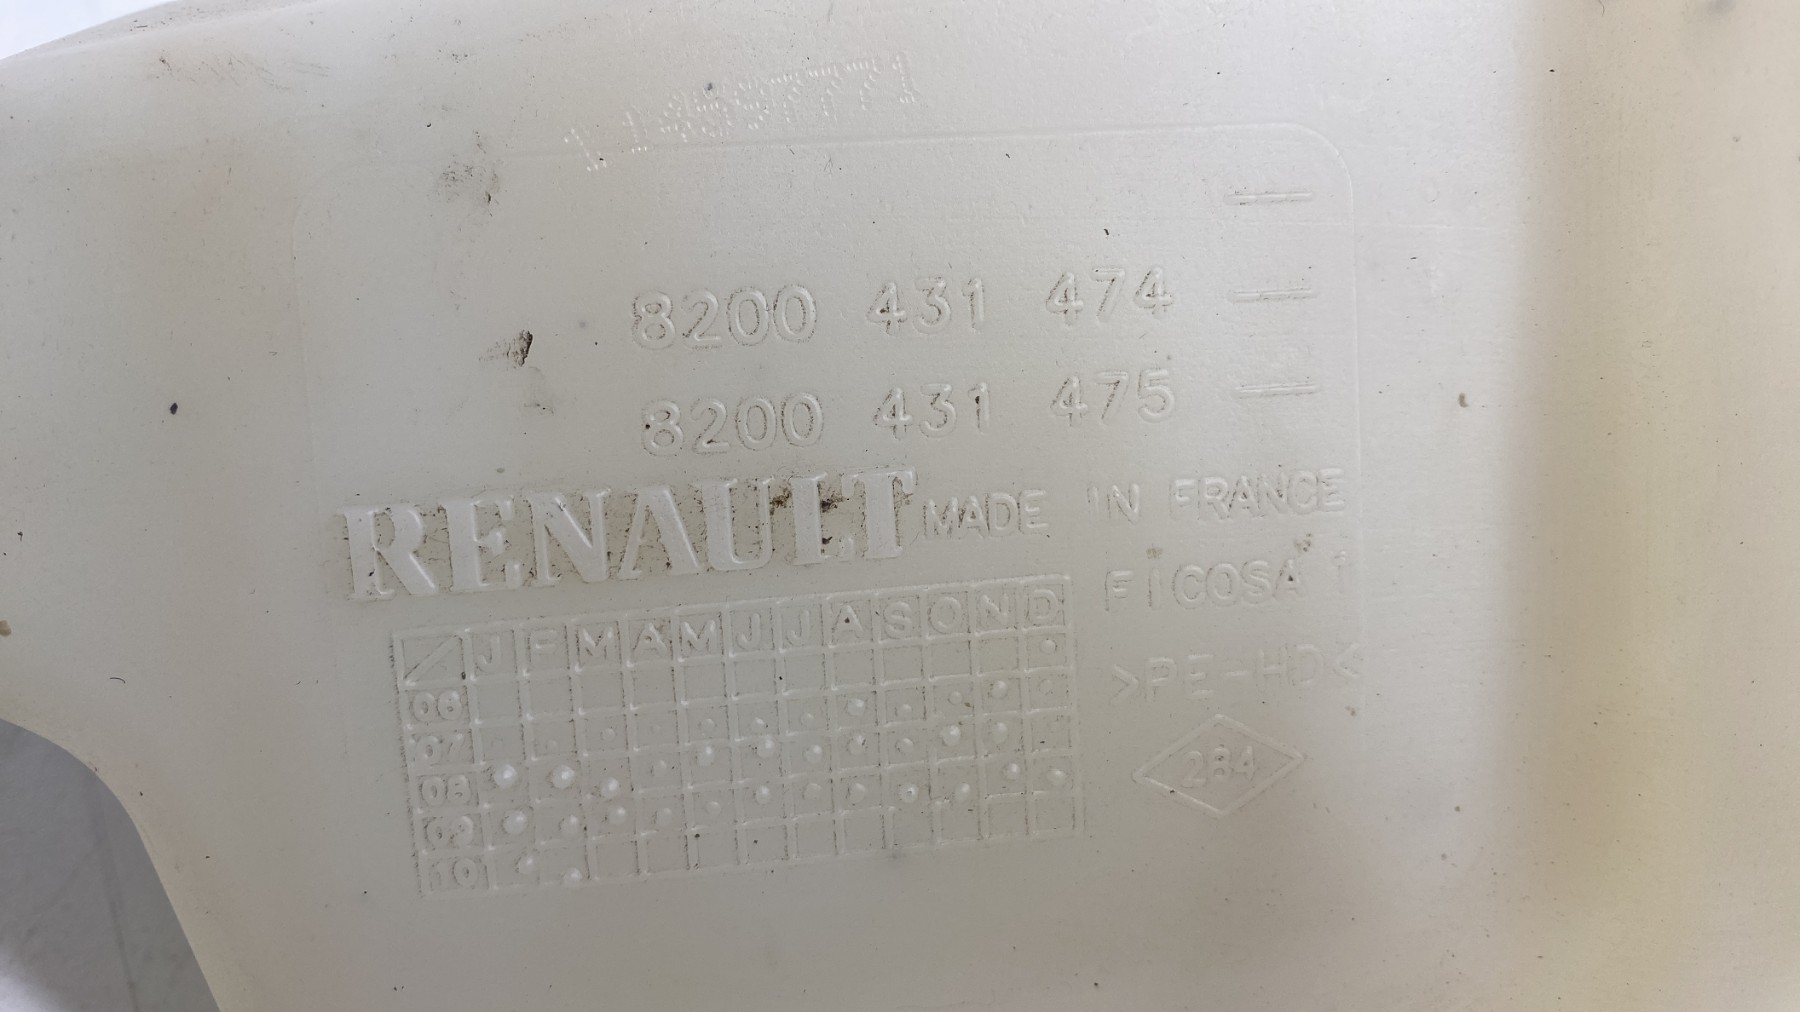 8200 431 474
8200 431 475
RENAULT MADE IN FRANCE
FICOSA
J F M A M J J A S O N D
>PE-HD<
06
07
284
08
09
10